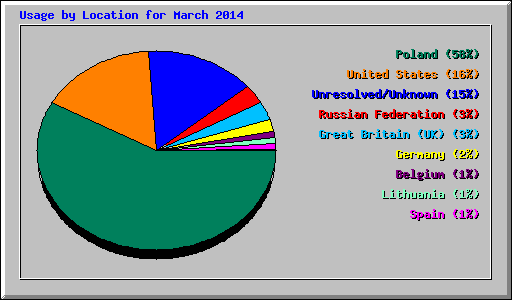 Usage by Location for March 2014
Poland (58%)
United States (16%)
Unresolved/Unknown (15%)
Russian Federation (3%)
Great Britain (UK) (3%)
Germany (2%)
Belgium (1%)
Lithuania (1%)
Spain (1%)